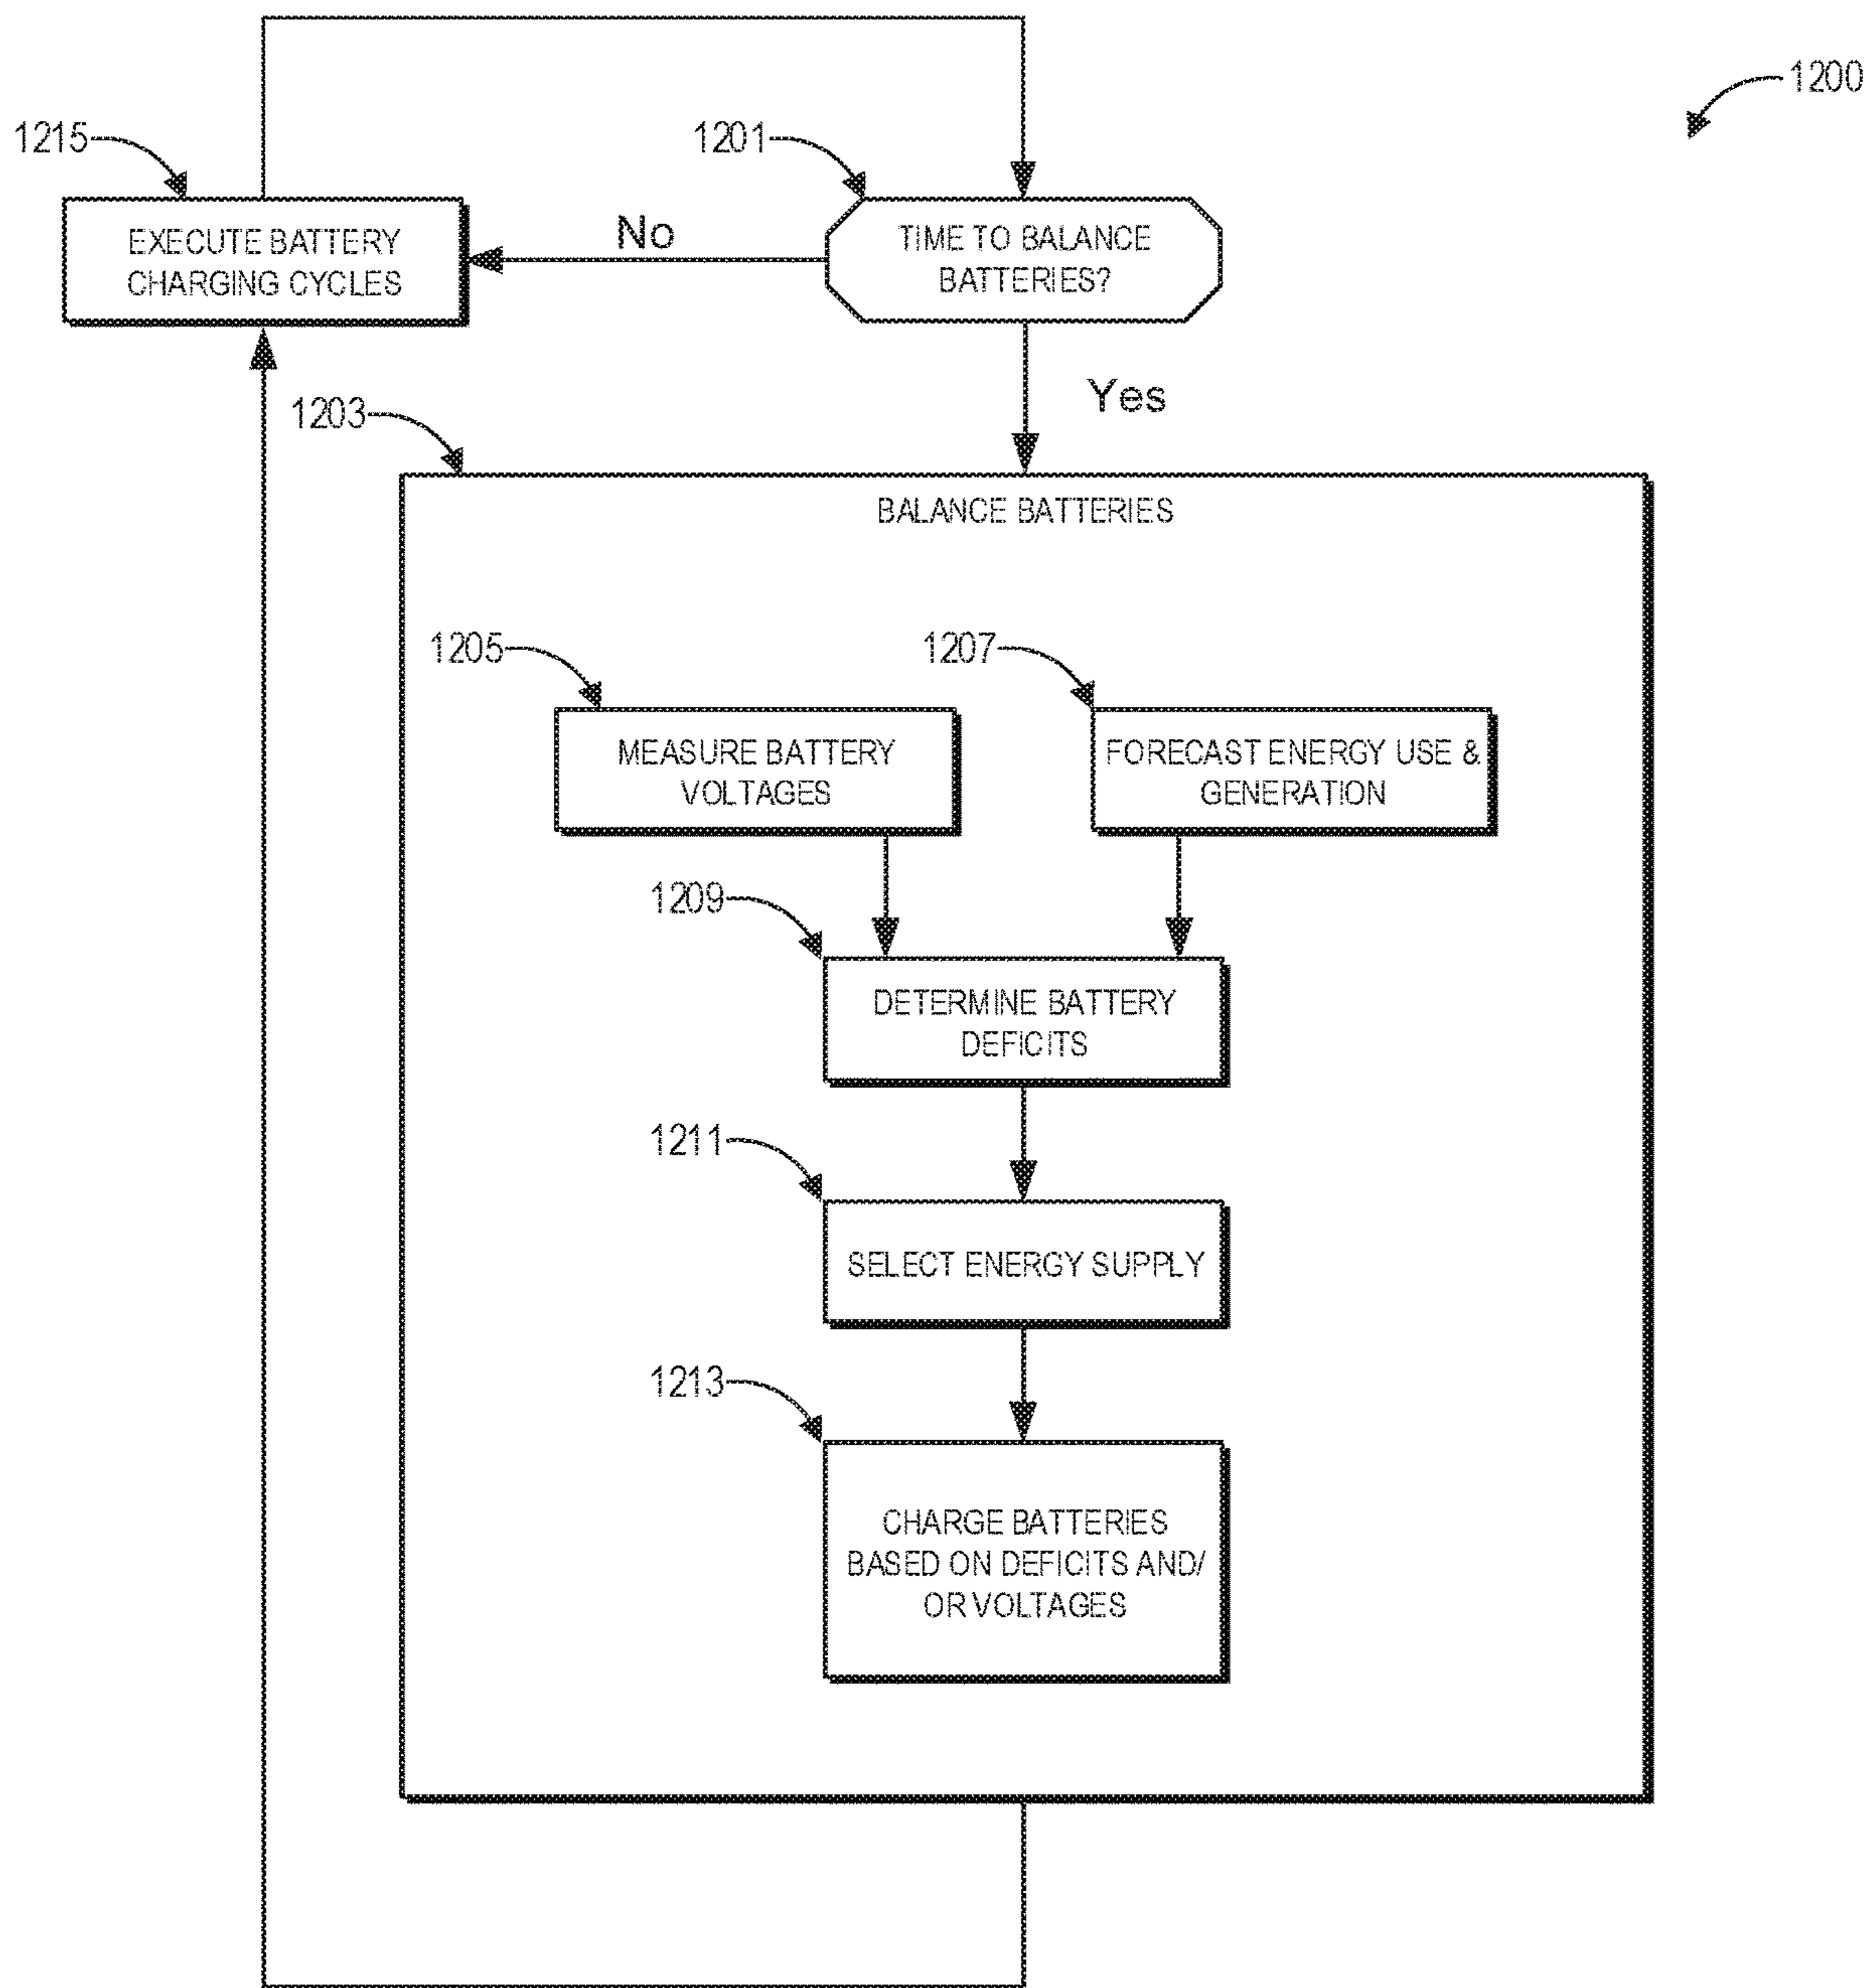 1200
1215
1201
EXECUTE BATTERY
CHARGING CYCLES
No
TIME TO BALANCE
BATTERIES?
Yes
1203
BALANCE BATTERIES
1205
1207
MEASURE BATTERY
VOLTAGES
FORECAST ENERGY USE &
GENERATION
1209
DETERMINE BATTERY
DEFICITS
1211
SELECT ENERGY SUPPLY
1213
CHARGE BATTERIES
BASED ON DEFICITS AND/
OR VOLTAGES